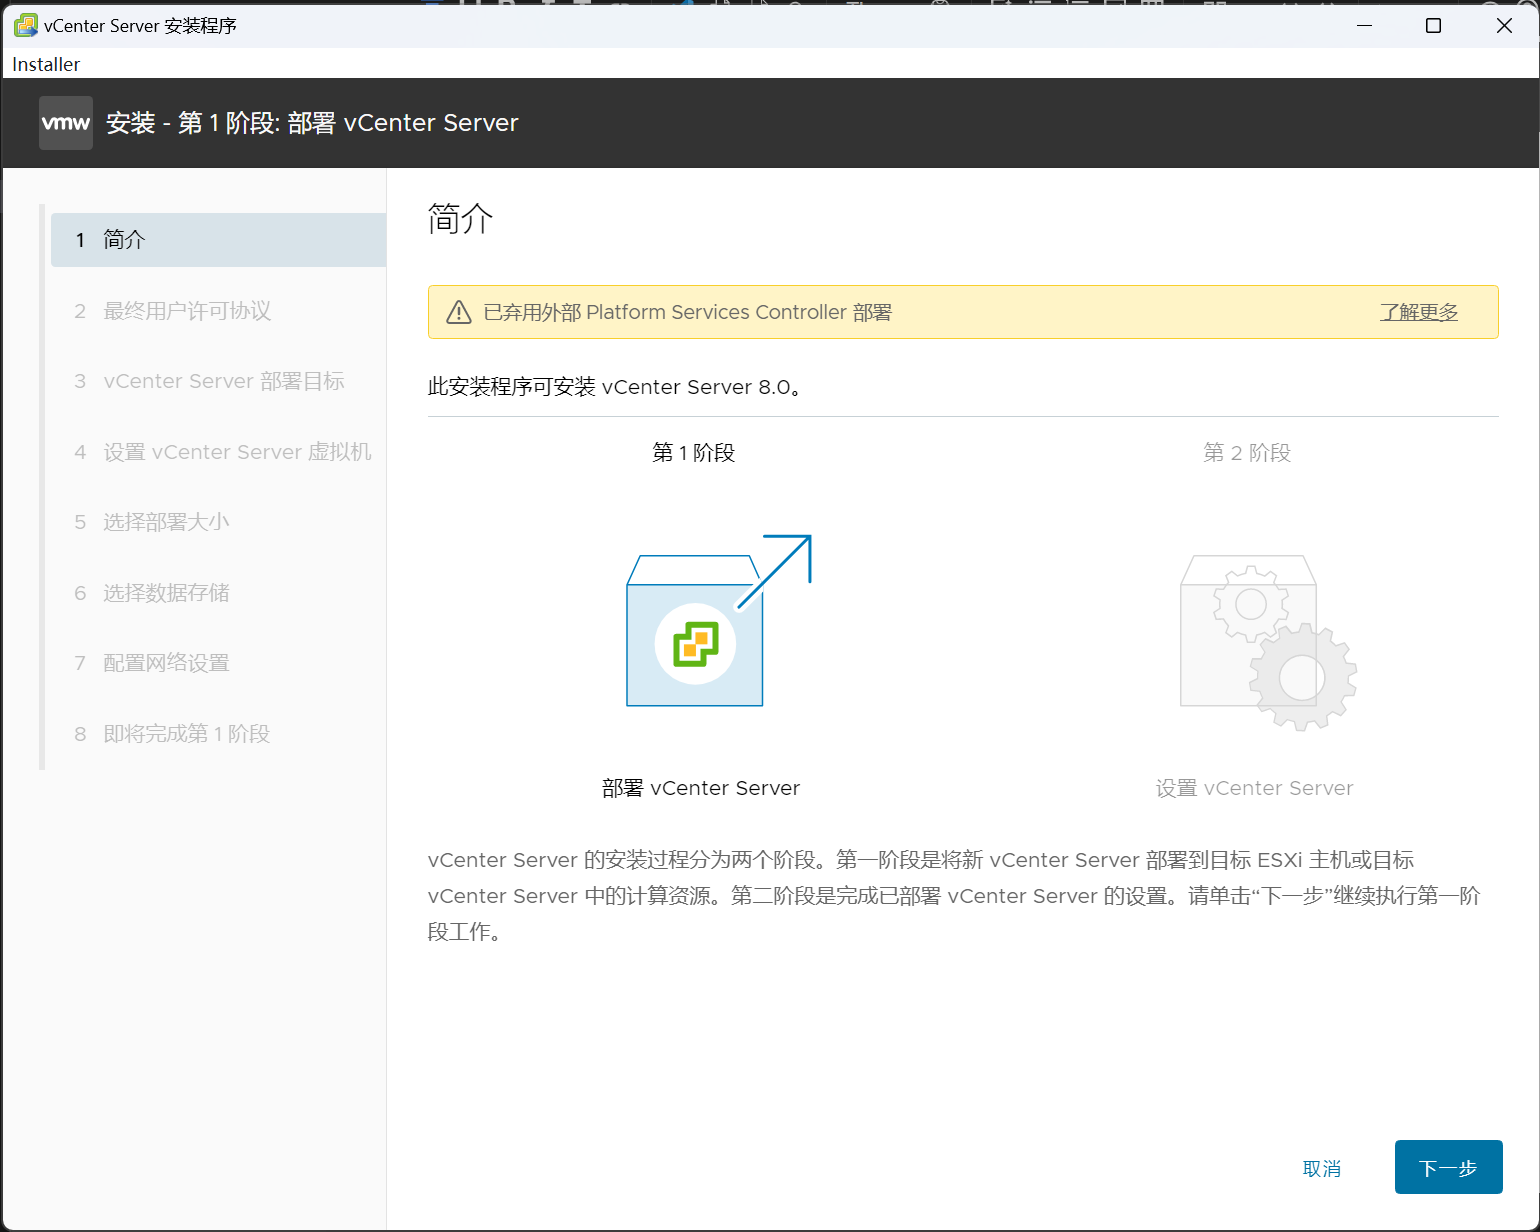 vCenter Server 安装程序
Installer
vmw 安装 - 第 1 阶段: 部署 vCenter Server
1 简介
2 最终用户许可协议
3 vCenter Server 部署目标
4 设置 vCenter Server 虚拟机
5 选择部署大小
6 选择数据存储
7 配置网络设置
8 即将完成第 1 阶段
简介
已弃用外部 Platform Services Controller 部署 了解更多
此安装程序可安装 vCenter Server 8.0。
第 1 阶段
第 2 阶段
部署 vCenter Server
设置 vCenter Server
vCenter Server 的安装过程分为两个阶段。第一阶段是将新 vCenter Server 部署到目标 ESXi 主机或目标
vCenter Server 中的计算资源。第二阶段是完成已部署 vCenter Server 的设置。请单击“下一步”继续执行第一阶
段工作。
取消
下一步